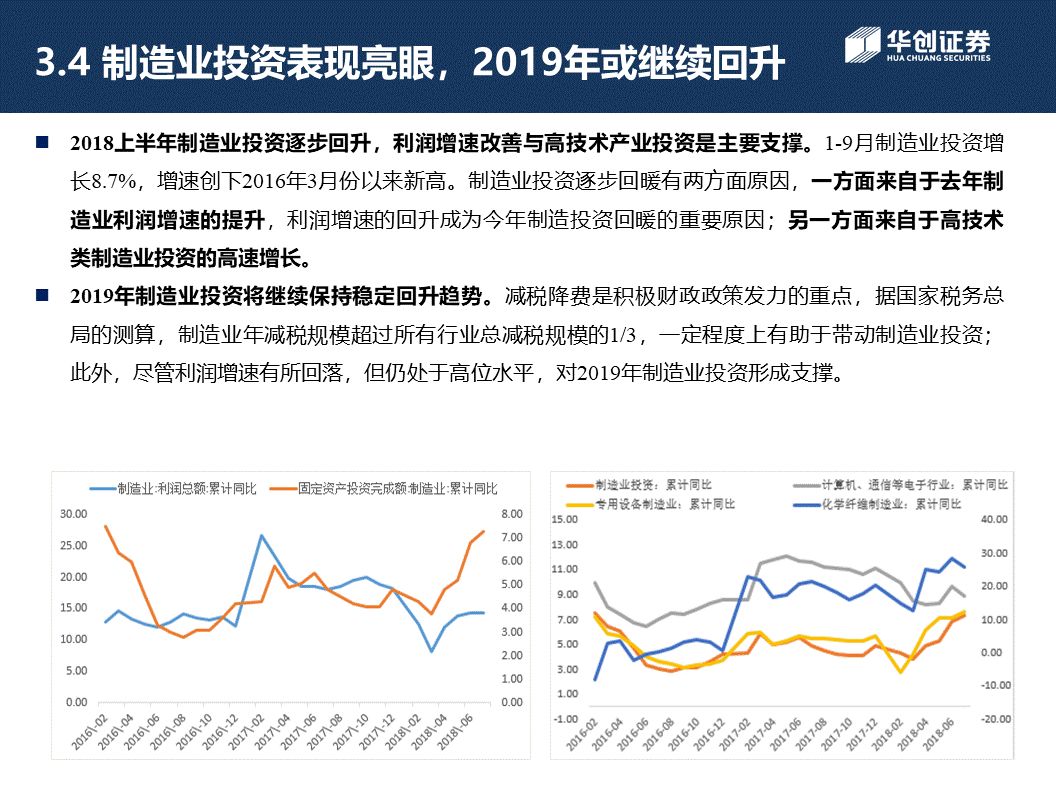 3.4 制造业投资表现亮眼，2019年或继续回升
华创证券
HUA CHUANG SECURITIES
2018上半年制造业投资逐步回升，利润增速改善与高技术产业投资是主要支撑。1-9月制造业投资增
长8.7%，增速创下2016年3月份以来新高。制造业投资逐步回暖有两方面原因，一方面来自于去年制
造业利润增速的提升，利润增速的回升成为今年制造投资回暖的重要原因；另一方面来自于高技术
类制造业投资的高速增长。
2019年制造业投资将继续保持稳定回升趋势。减税降费是积极财政政策发力的重点，据国家税务总
局的测算，制造业年减税规模超过所有行业总减税规模的1/3，一定程度上有助于带动制造业投资；
此外，尽管利润增速有所回落，但仍处于高位水平，对2019年制造业投资形成支撑。
制造业:利润总额:累计同比 固定资产投资完成额:制造业:累计同比
30.00
25.00
20.00
15.00
10.00
5.00
0.00
8.00
7.00
6.00
5.00
4.00
3.00
2.00
1.00
0.00
2016\-02 2016\-04 2016\-06 2016\-08 2016\-10 2016\-12 2017\-02 2017\-04 2017\-06 2017\-08 2017\-10 2017\-12 2018\-02 2018\-04 2018\-06
制造业投资：累计同比 计算机、通信等电子行业：累计同比
专用设备制造业：累计同比 化学纤维制造业：累计同比
15.00
13.00
11.00
9.00
7.00
5.00
3.00
1.00
-1.00
40.00
30.00
20.00
10.00
0.00
-10.00
-20.00
2016-02 2016-04 2016-06 2016-08 2016-10 2016-12 2017-02 2017-04 2017-06 2017-08 2017-10 2017-12 2018-02 2018-04 2018-06